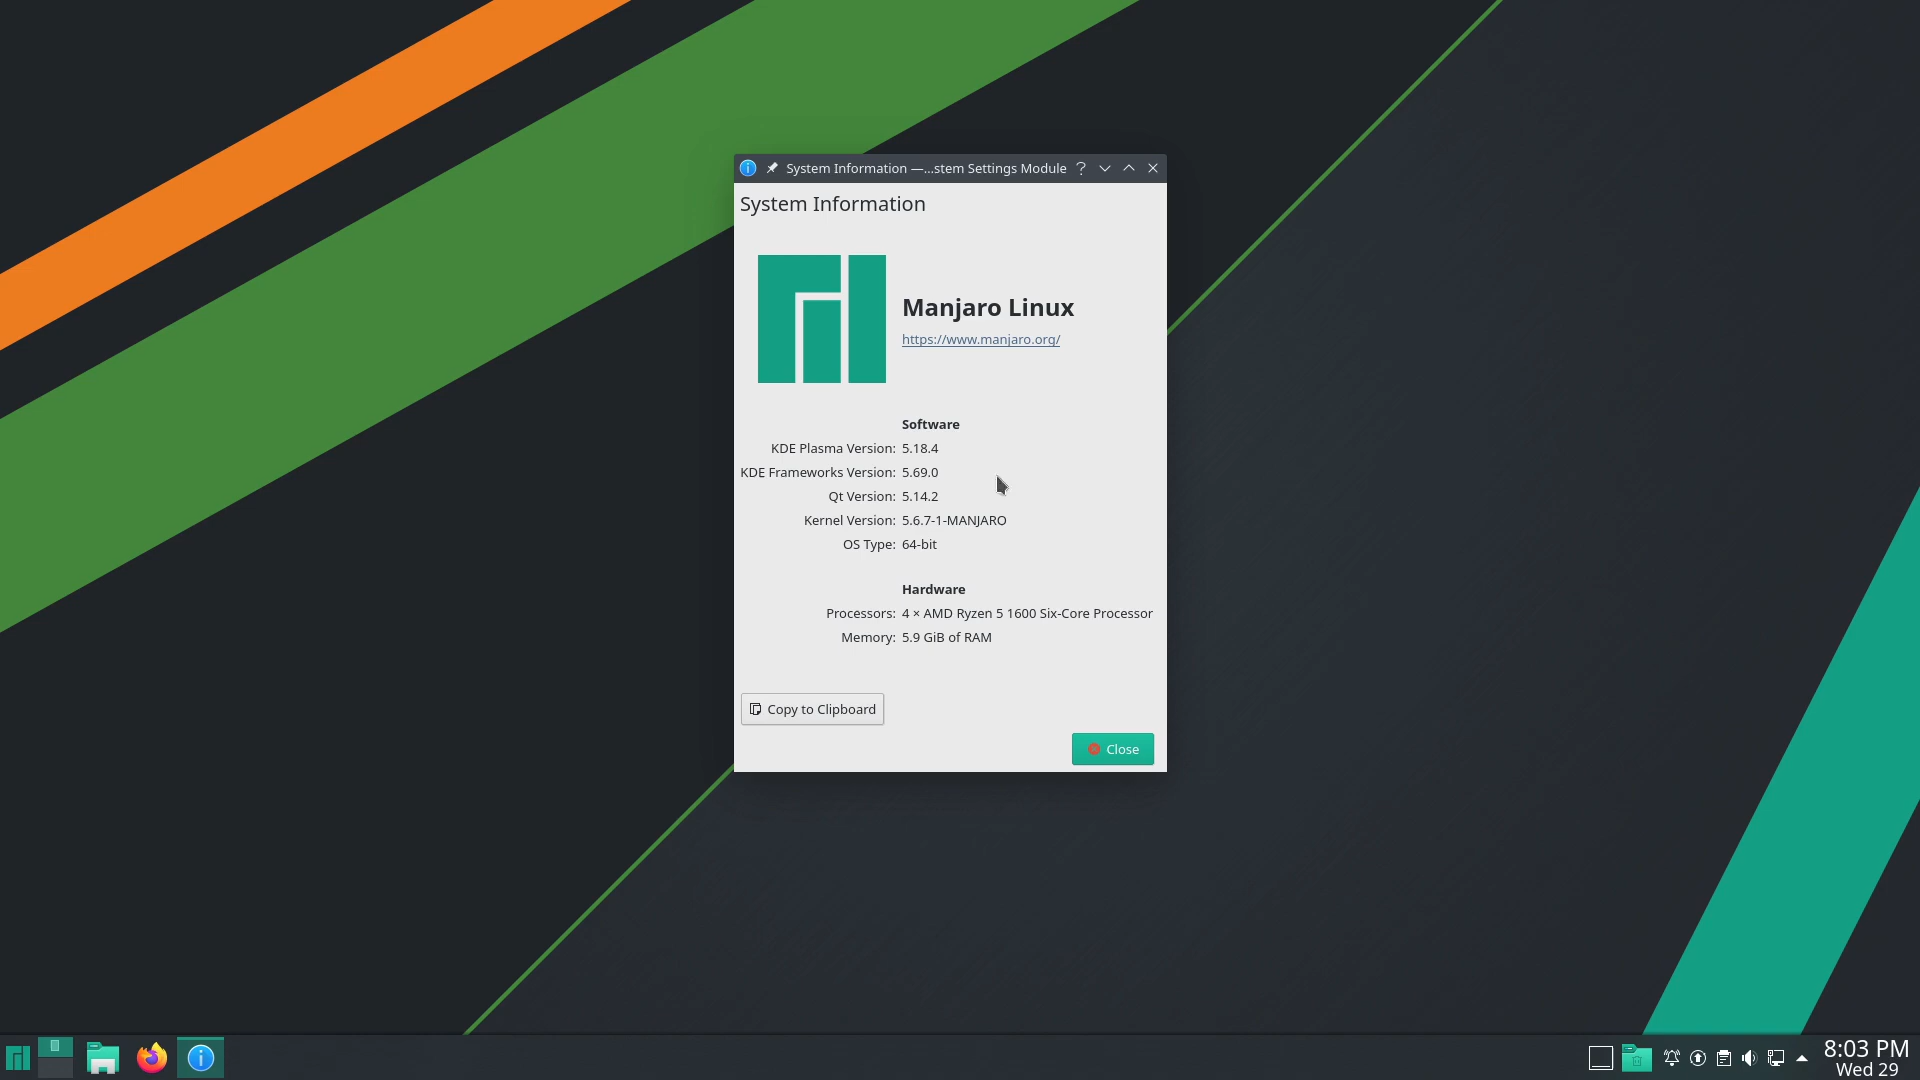 System Information —...stem Settings Module
System Information
Manjaro Linux
https://www.manjaro.org/
Software
KDE Plasma Version: 5.18.4
KDE Frameworks Version: 5.69.0
Qt Version: 5.14.2
Kernel Version: 5.6.7-1-MANJARO
OS Type: 64-bit
Hardware
Processors: 4 × AMD Ryzen 5 1600 Six-Core Processor
Memory: 5.9 GiB of RAM
Copy to Clipboard
Close
8:03 PM
Wed 29